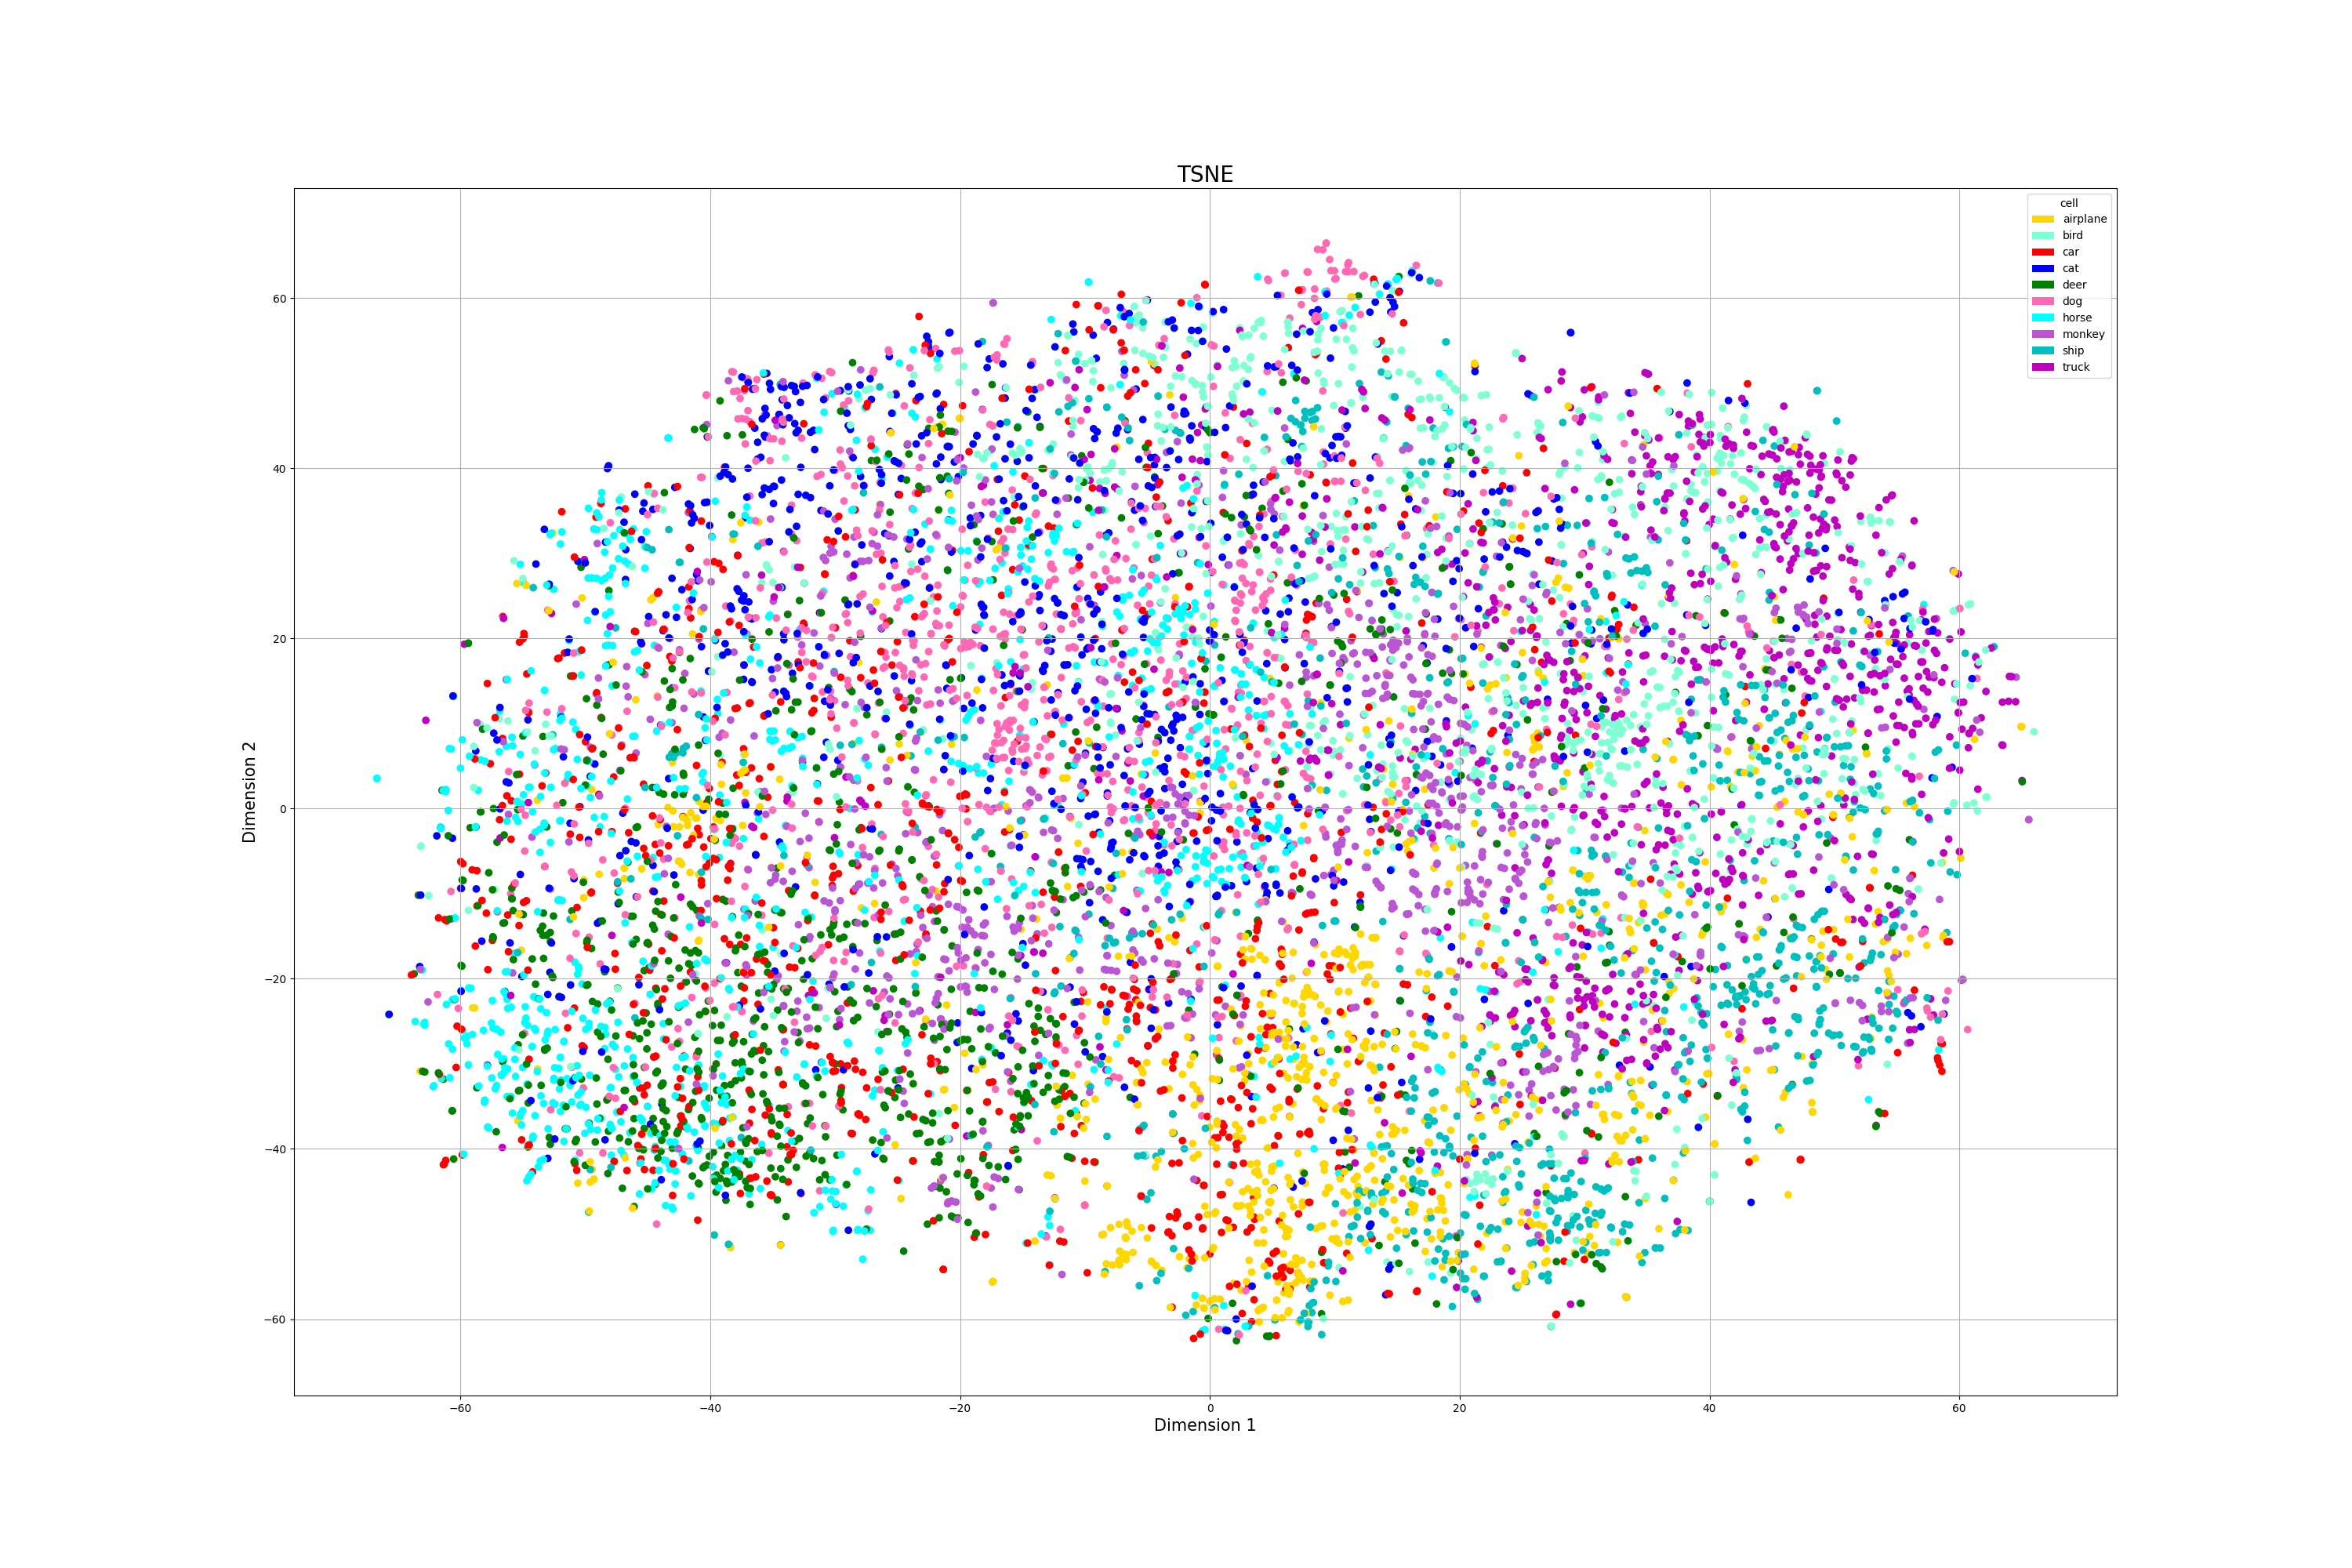 TSNE
cell
airplane
bird
car
cat
deer
dog
horse
monkey
ship
truck
Dimension 2
60
40
20
0
−20
−40
−60
−60
−40
−20
0
20
40
60
Dimension 1